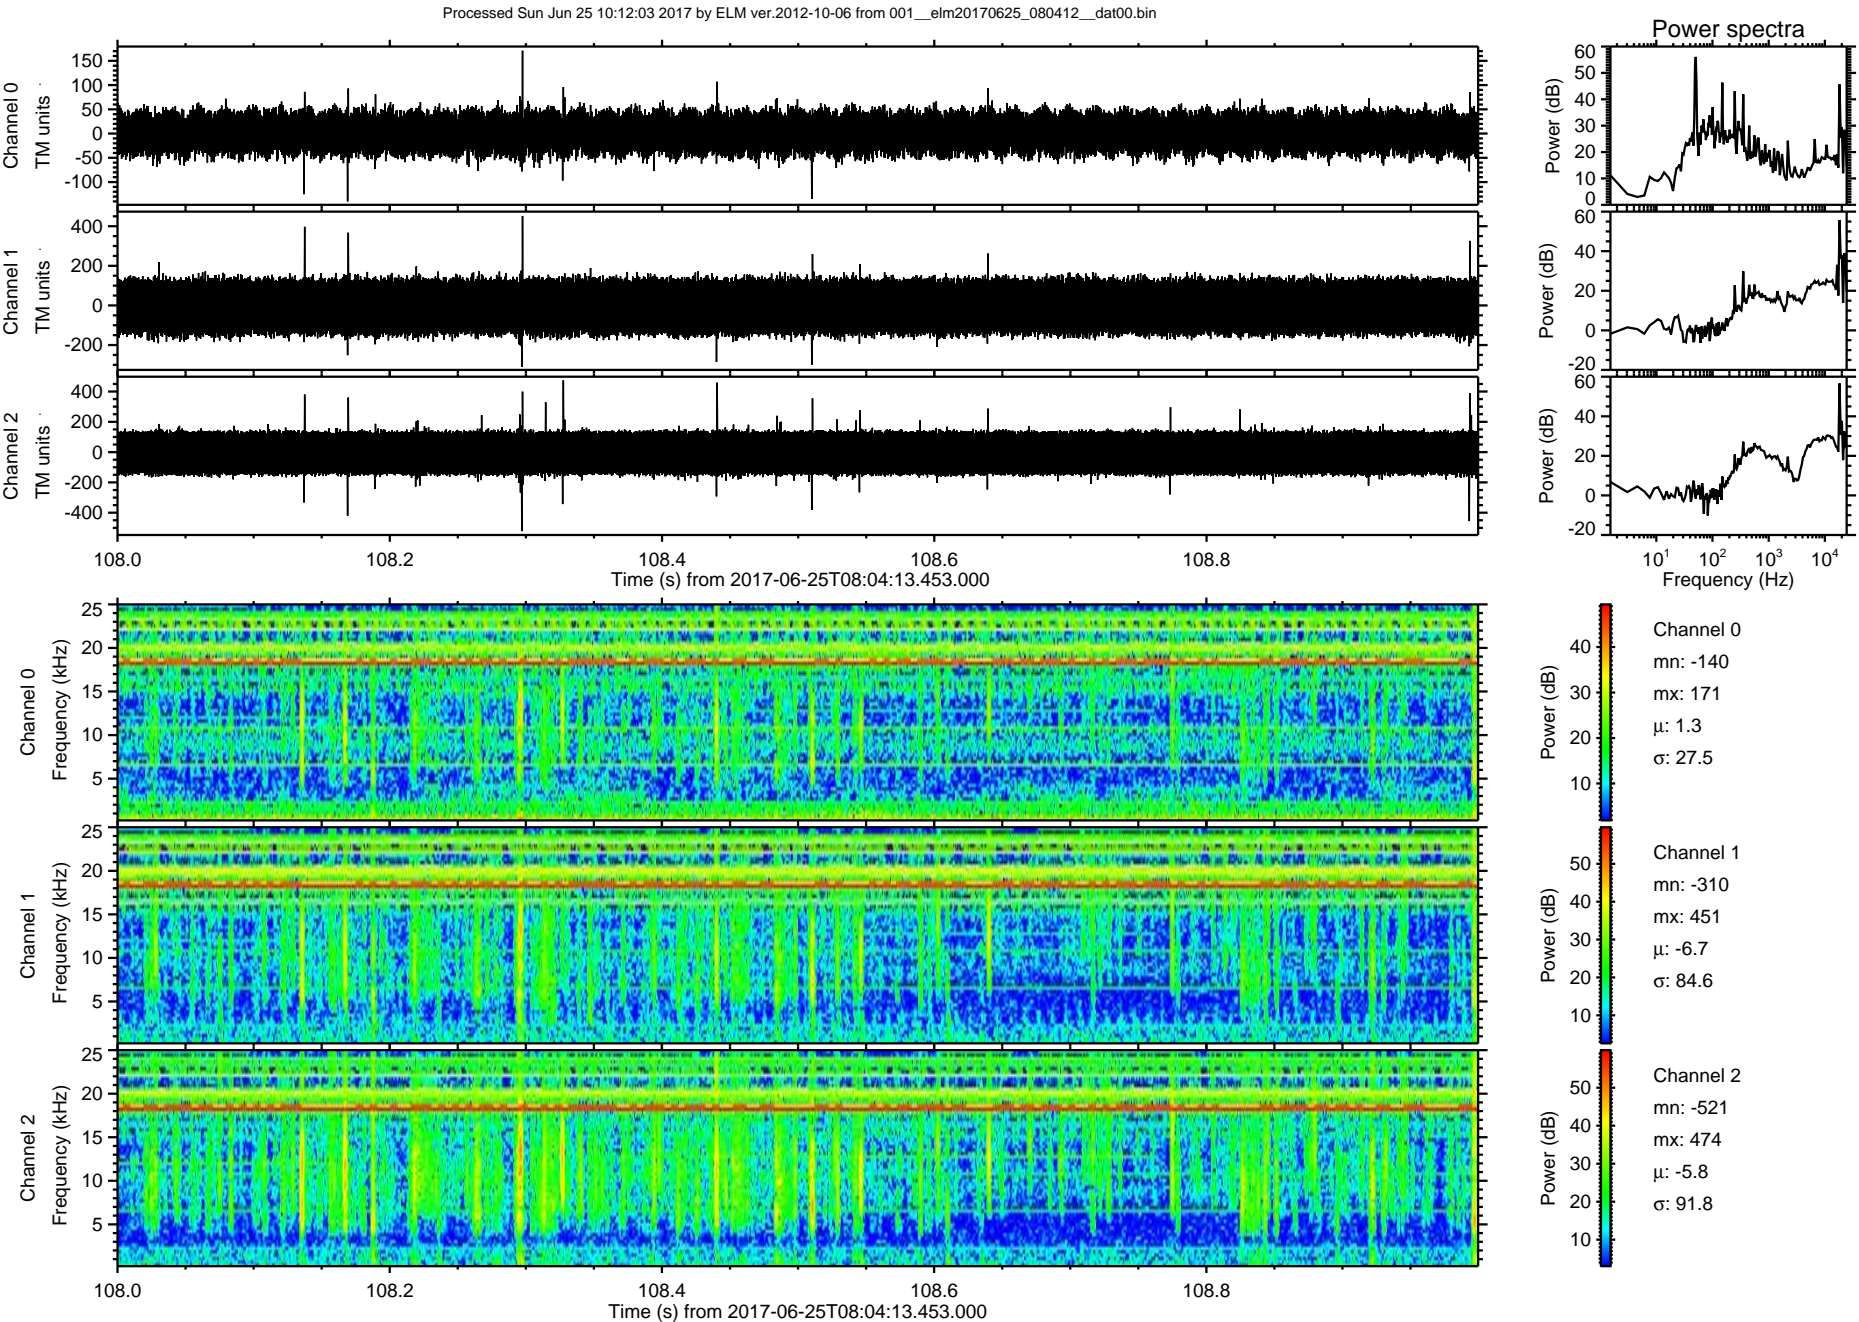 Processed Sun Jun 25 10:12:03 2017 by ELM ver.2012-10-06 from 001__elm20170625_080412__dat00.bin
Power spectra
Channel 0
TM units
150
100
50
0
-50
-100
Power (dB)
60
50
40
30
20
10
0
Channel 1
TM units
400
200
0
-200
Power (dB)
60
40
20
0
-20
Channel 2
TM units
400
200
0
-200
-400
Power (dB)
60
40
20
0
-20
108.0 108.2 108.4 108.6 108.8
Time (s) from 2017-06-25T08:04:13.453.000
10^1 10^2 10^3 10^4
Frequency (Hz)
Channel 0
Frequency (kHz)
25
20
15
10
5
Power (dB)
40
30
20
10
Channel 0
mn: -140
mx: 171
μ: 1.3
σ: 27.5
Channel 1
Frequency (kHz)
25
20
15
10
5
Power (dB)
50
40
30
20
10
Channel 1
mn: -310
mx: 451
μ: -6.7
σ: 84.6
Channel 2
Frequency (kHz)
25
20
15
10
5
Power (dB)
50
40
30
20
10
Channel 2
mn: -521
mx: 474
μ: -5.8
σ: 91.8
108.0 108.2 108.4 108.6 108.8
Time (s) from 2017-06-25T08:04:13.453.000